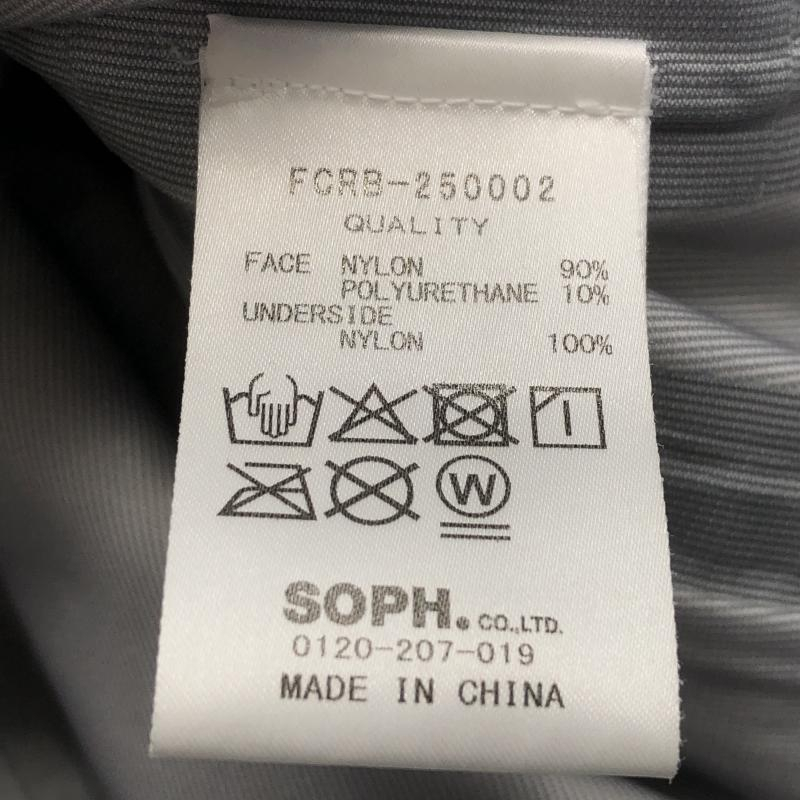 FCRB-250002
QUALITY
FACE NYLON 90%
POLYURETHANE 10%
UNDERSIDE
NYLON 100%
W
SOPH. CO.,LTD.
0120-207-019
MADE IN CHINA